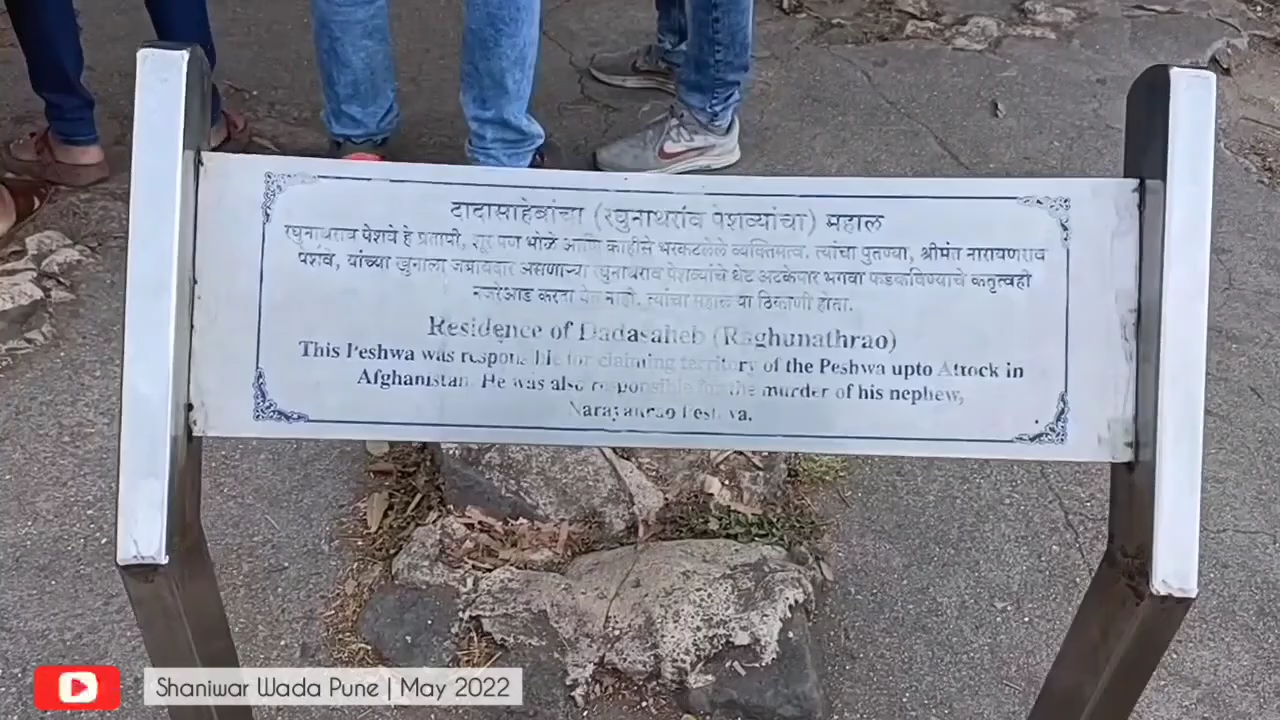 दादासाहेबांचा (रघुनाथराव पेशव्यांचा) महाल
रघुनाथराव पेशवे हे प्रतापी, शूर पण भोळे आणि काहीसे भरकटलेले व्यक्तिमत्व. त्यांचा पुतण्या, श्रीमंत नारायणराव
पेशवे, यांच्या खुनाला जबाबदार असणाऱ्या रघुनाथराव पेशव्यांचे थेट अटकेपार भगवा फडकविण्याचे कतृत्वही
नजरेआड करता येत नाही. त्यांचा महाल या ठिकाणी होता.
Residence of Dadasaheb (Raghunathrao)
This Peshwa was responsible for claiming territory of the Peshwa upto Attock in
Afghanistan. He was also responsible for the murder of his nephew,
Narayanrao Peshwa.
Shaniwar Wada Pune | May 2022